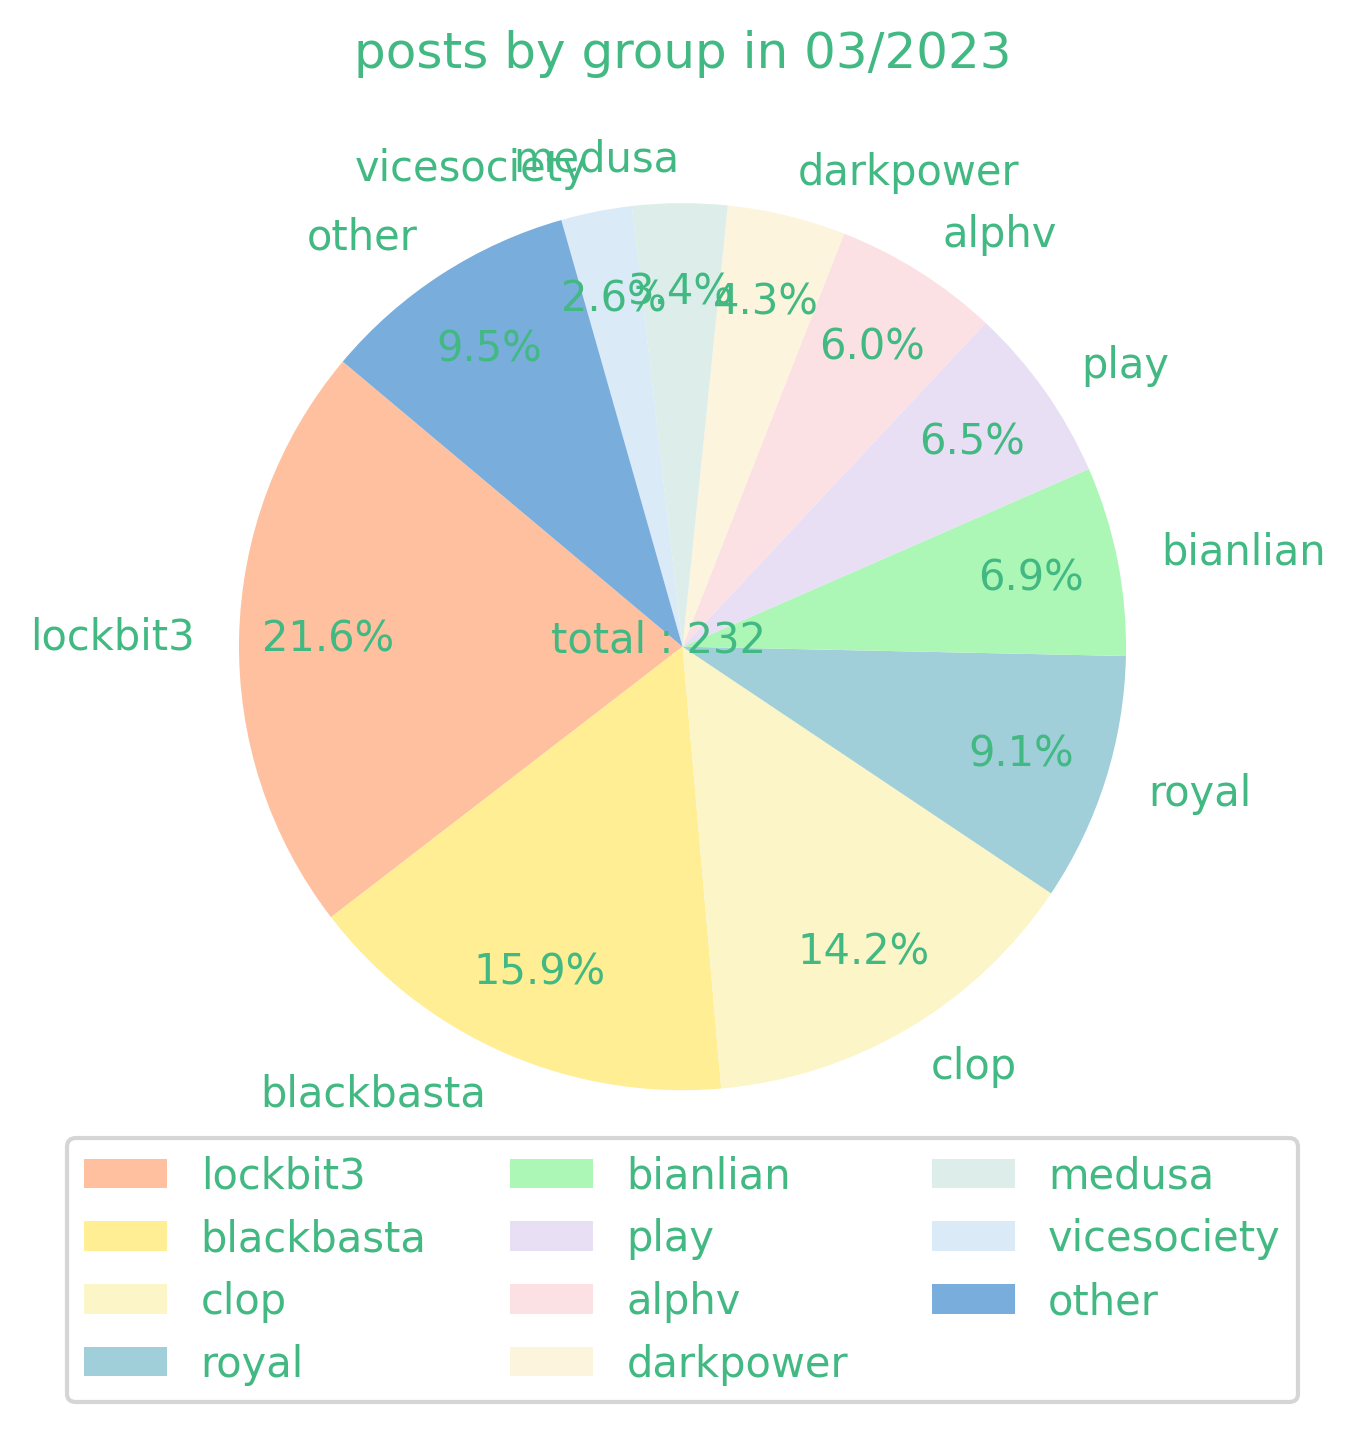 posts by group in 03/2023
medusa
vicesociety
darkpower
other
alphv
3.4%
2.6%
4.3%
9.5%
6.0%
play
6.5%
bianlian
6.9%
lockbit3
21.6%
total : 232
9.1%
royal
14.2%
15.9%
clop
blackbasta
lockbit3
blackbasta
clop
royal
bianlian
play
alphv
darkpower
medusa
vicesociety
other